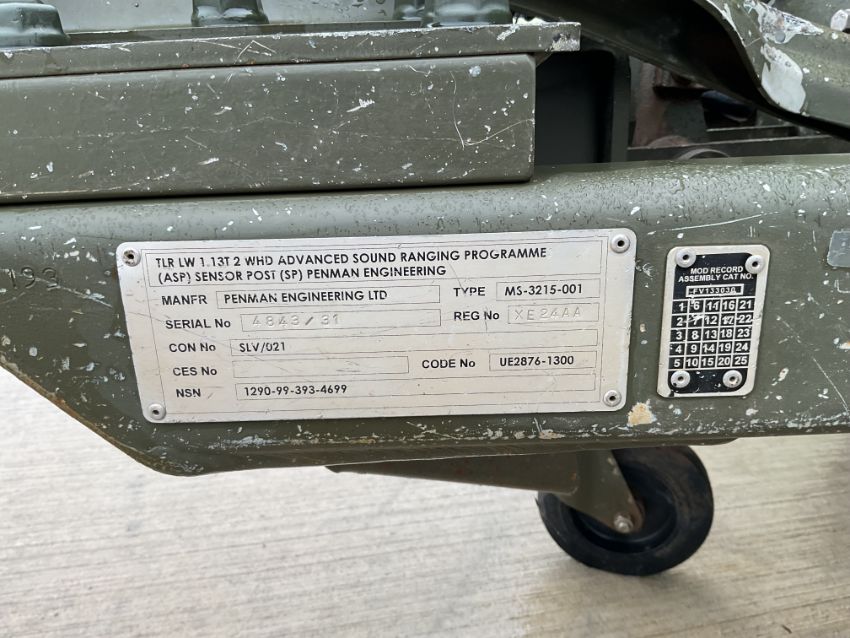 TLR LW 1.13T 2 WHD ADVANCED SOUND RANGING PROGRAMME
(ASP) SENSOR POST (SP) PENMAN ENGINEERING
MANFR PENMAN ENGINEERING LTD TYPE MS-3215-001
SERIAL No 4843/31 REG No XE24AA
CON No SLV/021
CES No CODE No UE2876-1300
NSN 1290-99-393-4699
MOD RECORD
ASSEMBLY CAT NO.
FV13303A
1 6 11 16 21
2 7 12 17 22
3 8 13 18 23
4 9 14 19 24
5 10 15 20 25
193